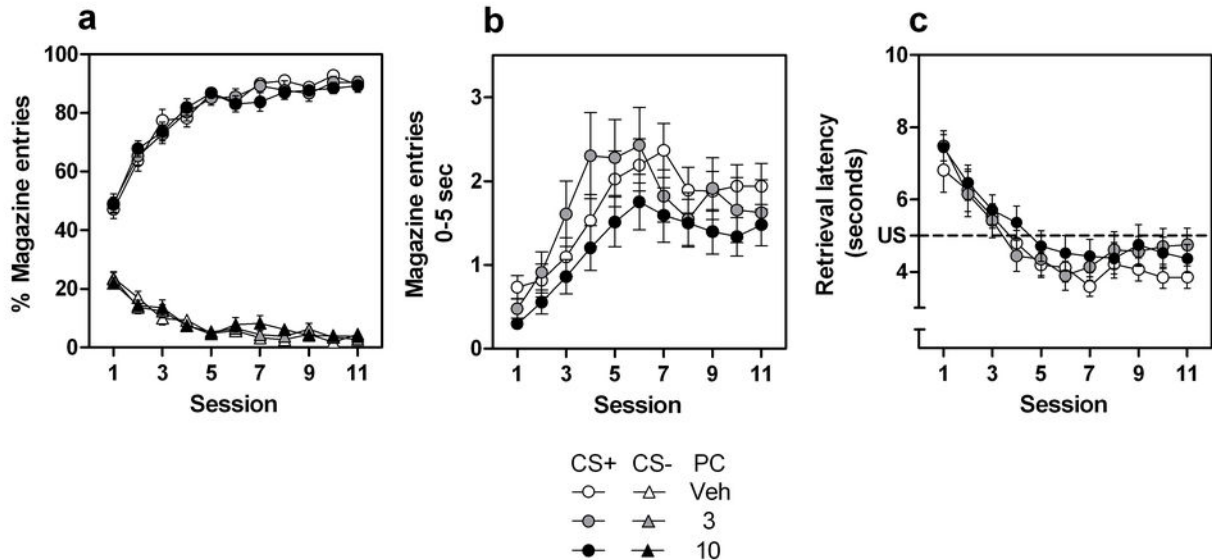 a
% Magazine entries
100
80
60
40
20
0
1 3 5 7 9 11
Session
b
Magazine entries
0-5 sec
3
2
1
0
1 3 5 7 9 11
Session
c
Retrieval latency
(seconds)
10
8
6
US
4
1 3 5 7 9 11
Session
CS+ CS- PC
Veh
3
10